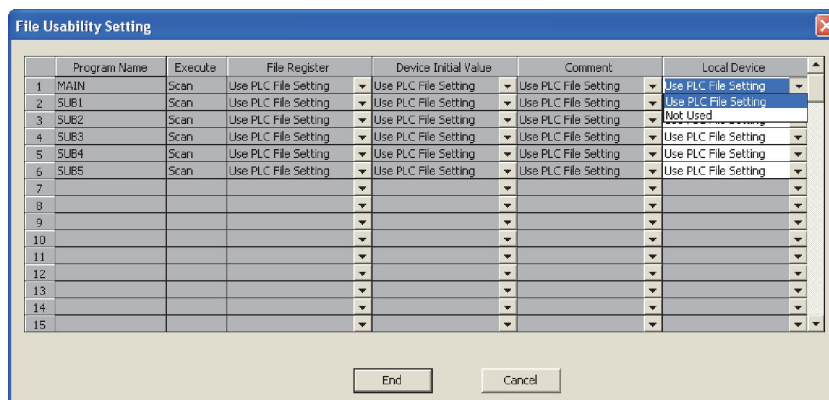 File Usability Setting
Program Name Execute File Register Device Initial Value Comment Local Device
1 MAIN Scan Use PLC File Setting Use PLC File Setting Use PLC File Setting Use PLC File Setting
2 SUB1 Scan Use PLC File Setting Use PLC File Setting Use PLC File Setting Use PLC File Setting
3 SUB2 Scan Use PLC File Setting Use PLC File Setting Use PLC File Setting Not Used
4 SUB3 Scan Use PLC File Setting Use PLC File Setting Use PLC File Setting Use PLC File Setting
5 SUB4 Scan Use PLC File Setting Use PLC File Setting Use PLC File Setting Use PLC File Setting
6 SUB5 Scan Use PLC File Setting Use PLC File Setting Use PLC File Setting Use PLC File Setting
7
8
9
10
11
12
13
14
15
End Cancel